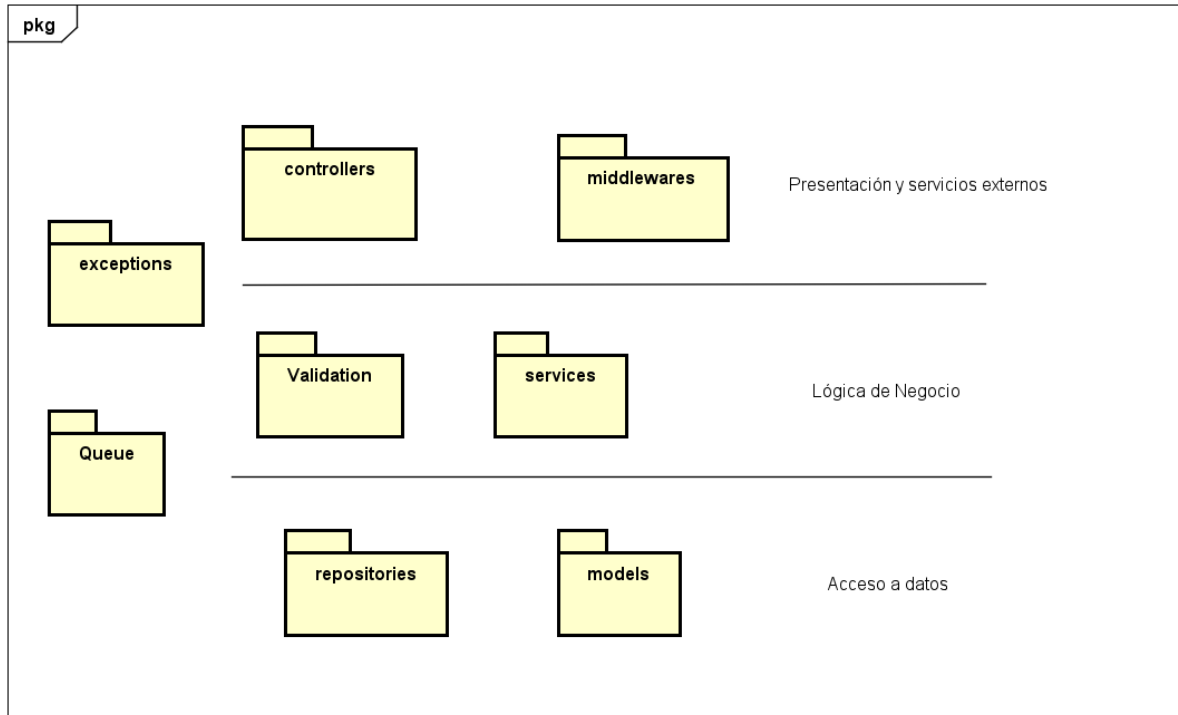 pkg
controllers
middlewares
Presentación y servicios externos
exceptions
Validation
services
Lógica de Negocio
Queue
repositories
models
Acceso a datos